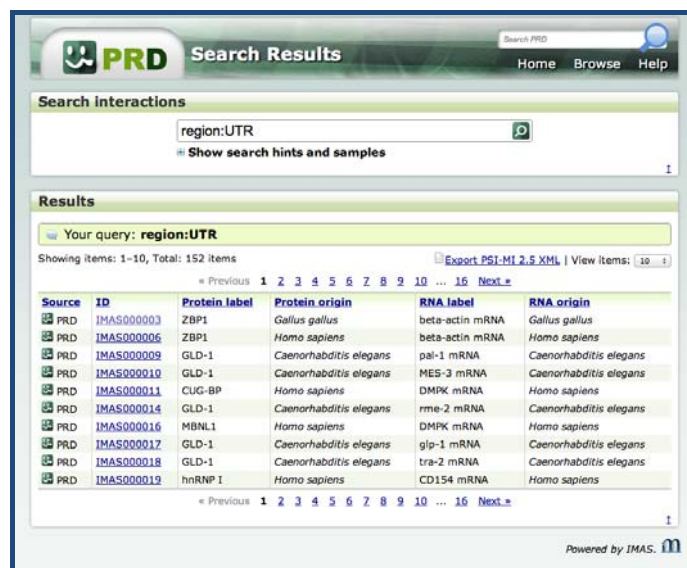 PRD Search Results
Search PRD
Home Browse Help
Search interactions
region:UTR
Show search hints and samples
Results
Your query: region:UTR
Showing items: 1-10, Total: 152 items
Export PSI-MI 2.5 XML | View items: 10
« Previous 1 2 3 4 5 6 7 8 9 10 ... 16 Next »
Source ID Protein label Protein origin RNA label RNA origin
PRD IMAS000003 ZBP1 Gallus gallus beta-actin mRNA Gallus gallus
PRD IMAS000006 ZBP1 Homo sapiens beta-actin mRNA Homo sapiens
PRD IMAS000009 GLD-1 Caenorhabditis elegans pal-1 mRNA Caenorhabditis elegans
PRD IMAS000010 GLD-1 Caenorhabditis elegans MES-3 mRNA Caenorhabditis elegans
PRD IMAS000011 CUG-BP Homo sapiens DMPK mRNA Homo sapiens
PRD IMAS000014 GLD-1 Caenorhabditis elegans rme-2 mRNA Caenorhabditis elegans
PRD IMAS000016 MBNL1 Homo sapiens DMPK mRNA Homo sapiens
PRD IMAS000017 GLD-1 Caenorhabditis elegans glp-1 mRNA Caenorhabditis elegans
PRD IMAS000018 GLD-1 Caenorhabditis elegans tra-2 mRNA Caenorhabditis elegans
PRD IMAS000019 hnRNP I Homo sapiens CD154 mRNA Homo sapiens
« Previous 1 2 3 4 5 6 7 8 9 10 ... 16 Next »
Powered by IMAS. m